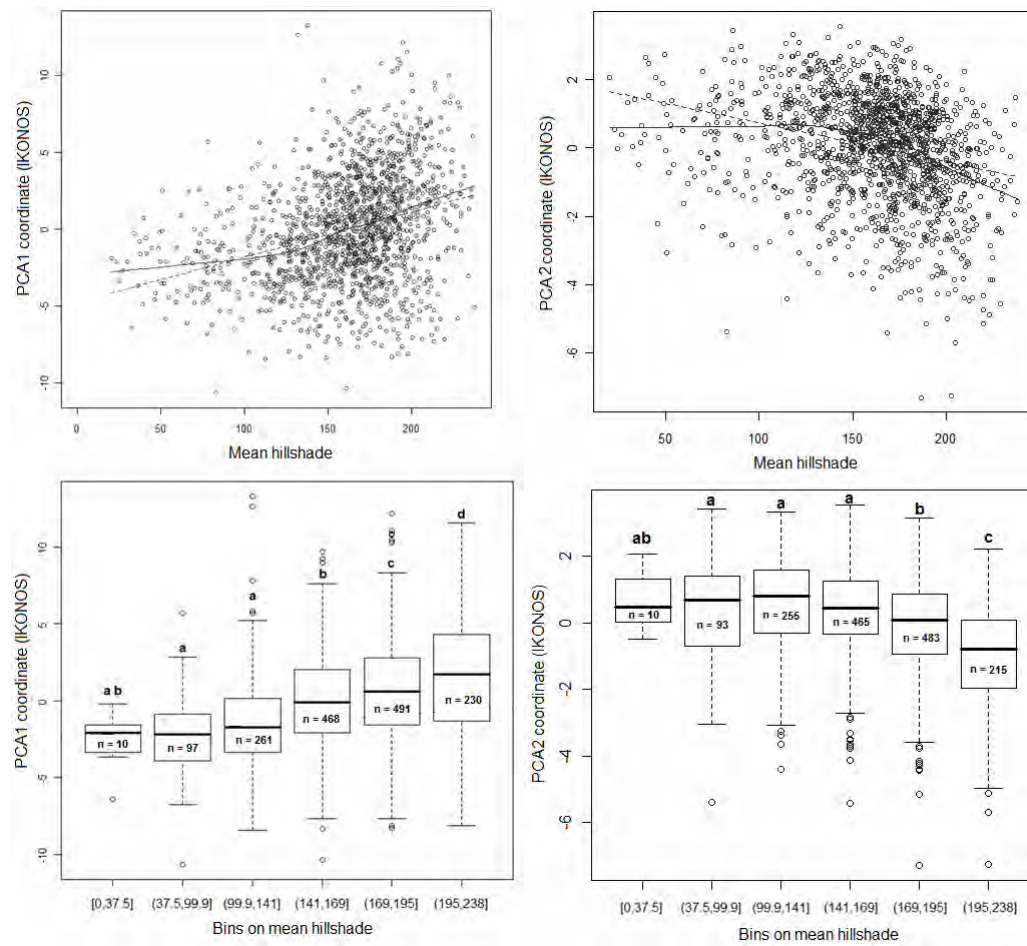 PCA1 coordinate (IKONOS)
10
5
0
-5
-10
0
50
100
150
200
Mean hillshade
PCA2 coordinate (IKONOS)
2
0
-2
-4
-6
50
100
150
200
Mean hillshade
PCA1 coordinate (IKONOS)
10
5
0
-5
-10
a b
a
a
b
c
d
n = 10
n = 97
n = 261
n = 468
n = 491
n = 230
[0,37.5]
(37.5,99.9]
(99.9,141]
(141,169]
(169,195]
(195,238]
Bins on mean hillshade
PCA2 coordinate (IKONOS)
2
0
-2
-4
-6
ab
a
a
a
b
c
n = 10
n = 93
n = 255
n = 465
n = 483
n = 215
[0,37.5]
(37.5,99.9]
(99.9,141]
(141,169]
(169,195]
(195,238]
Bins on mean hillshade